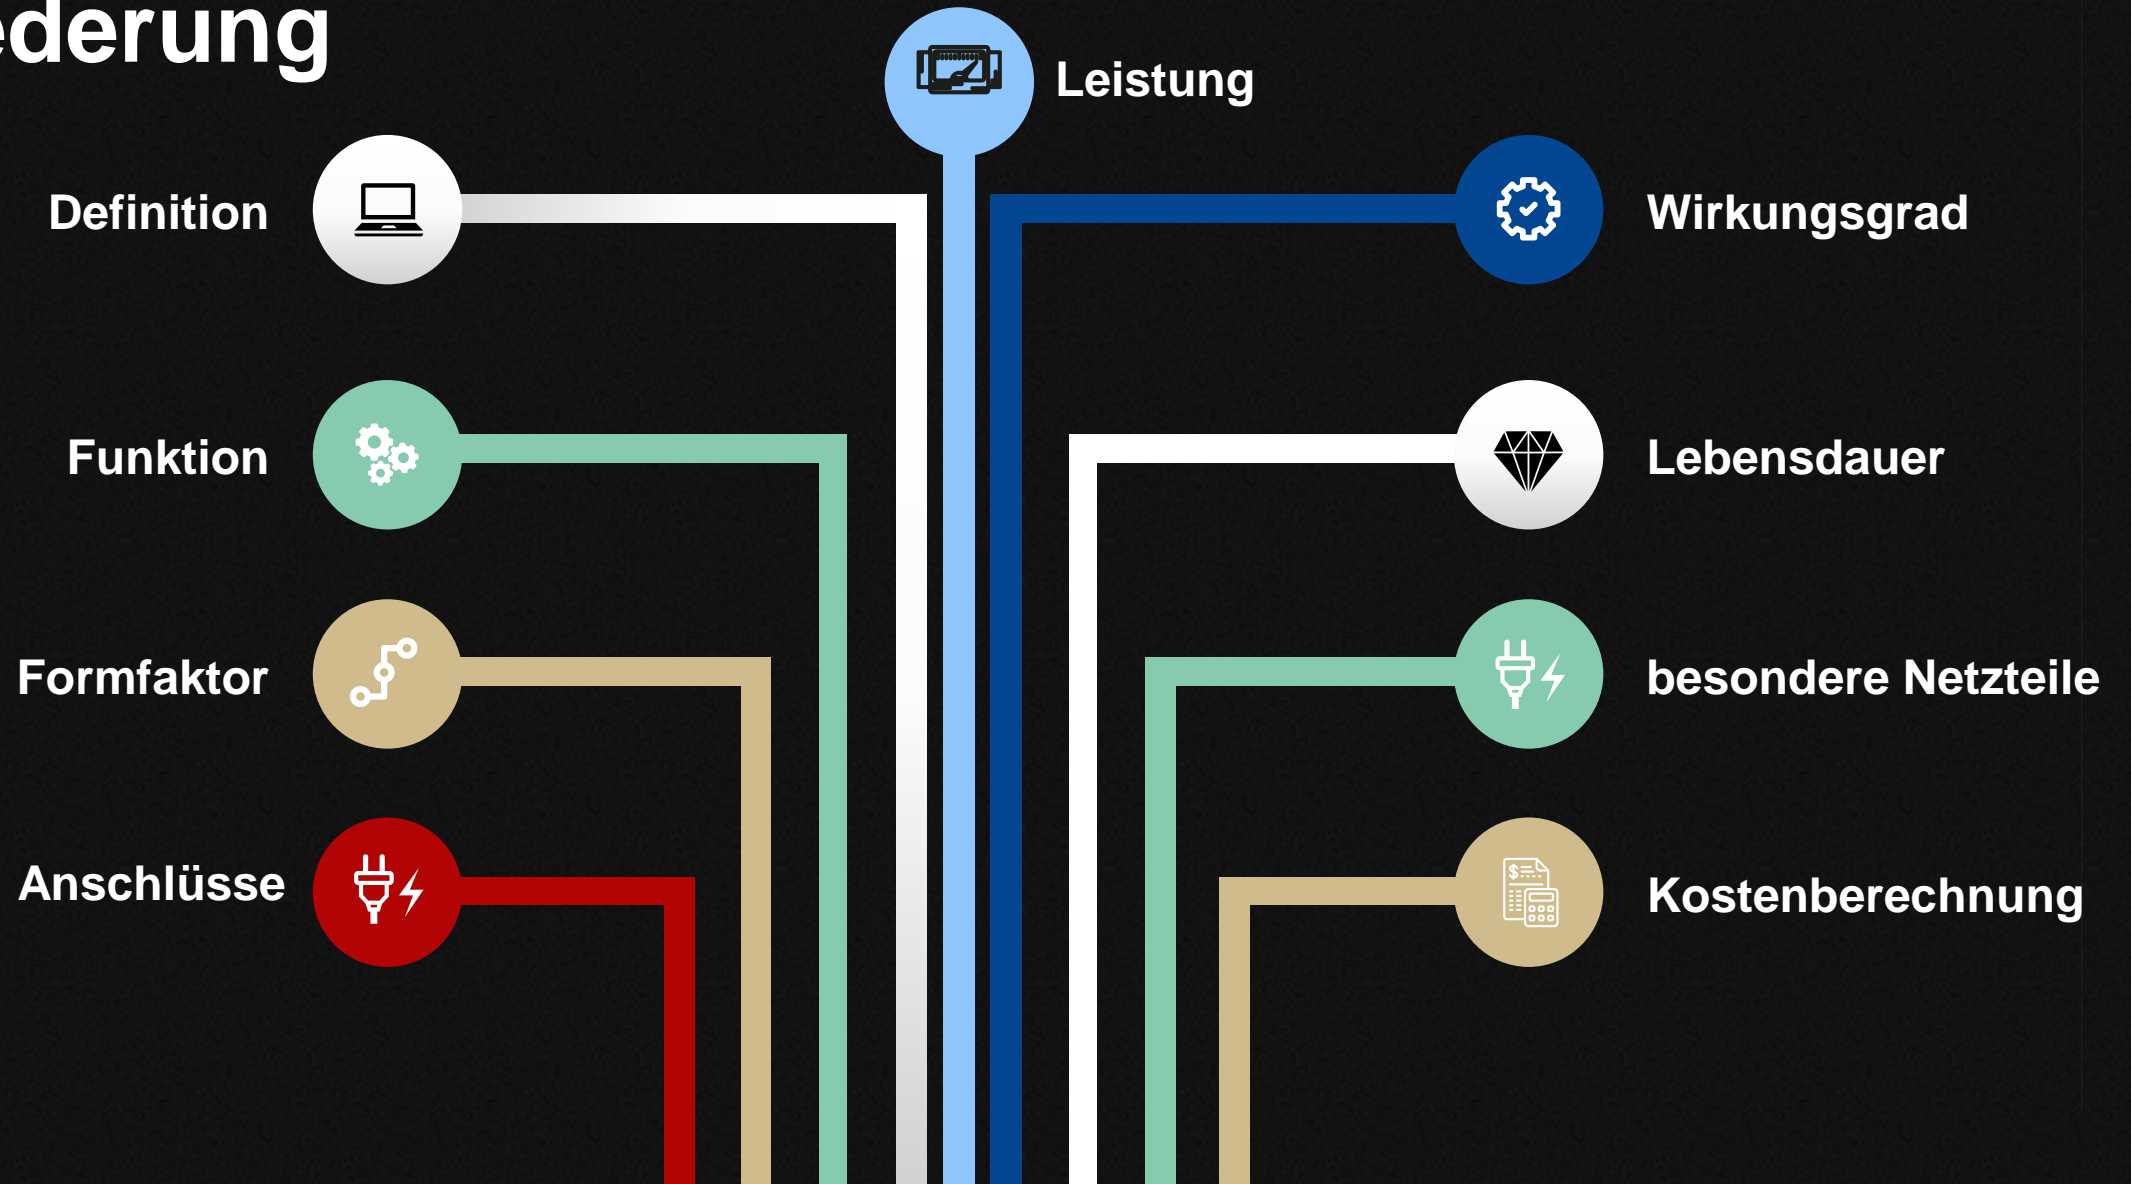 ederung
Leistung
Definition
Wirkungsgrad
Funktion
Lebensdauer
Formfaktor
besondere Netzteile
Anschlüsse
Kostenberechnung